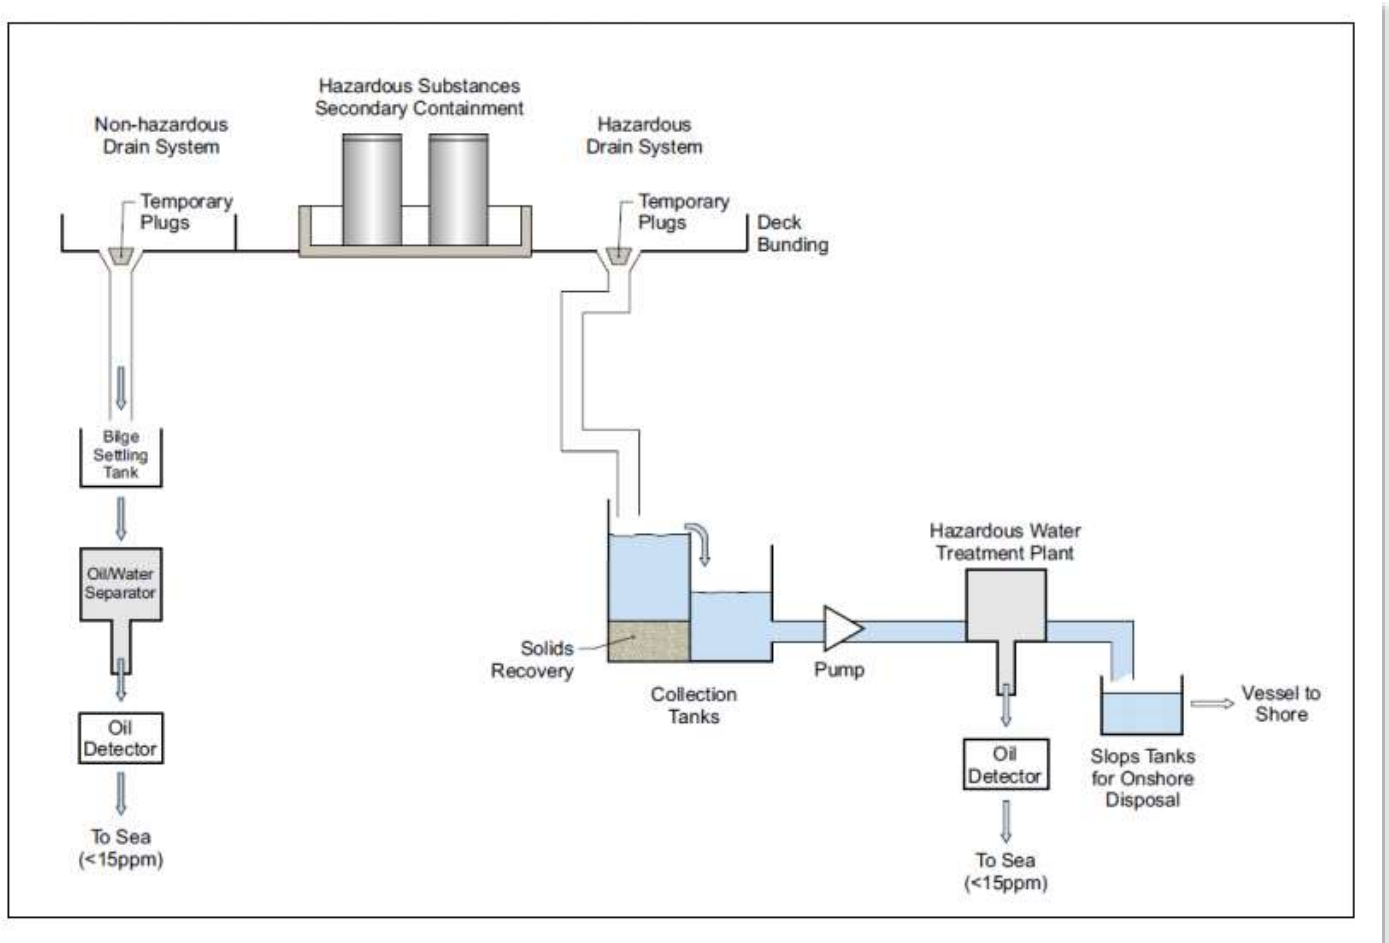 Hazardous Substances
Secondary Containment
Non-hazardous
Drain System
Hazardous
Drain System
Temporary
Plugs
Temporary
Plugs
Deck
Bunding
Bilge
Settling
Tank
Oil/Water
Separator
Oil
Detector
To Sea
(<15ppm)
Solids
Recovery
Collection
Tanks
Pump
Hazardous Water
Treatment Plant
Oil
Detector
To Sea
(<15ppm)
Slops Tanks
for Onshore
Disposal
Vessel to
Shore